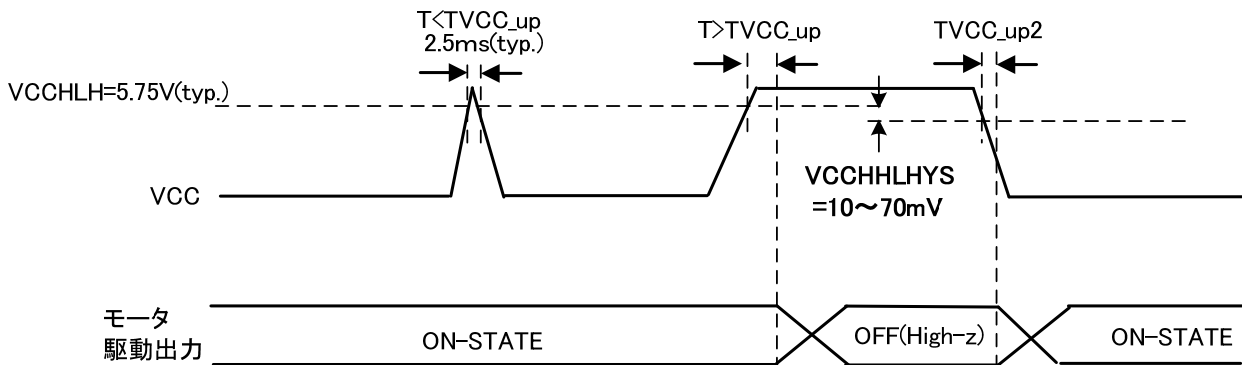 T<TVCC_up
2.5ms(typ.)
T>TVCC_up
TVCC_up2
VCCHLH=5.75V(typ.)
VCC
VCCHHLHYS
=10～70mV
モータ
駆動出力
ON-STATE
OFF(High-z)
ON-STATE